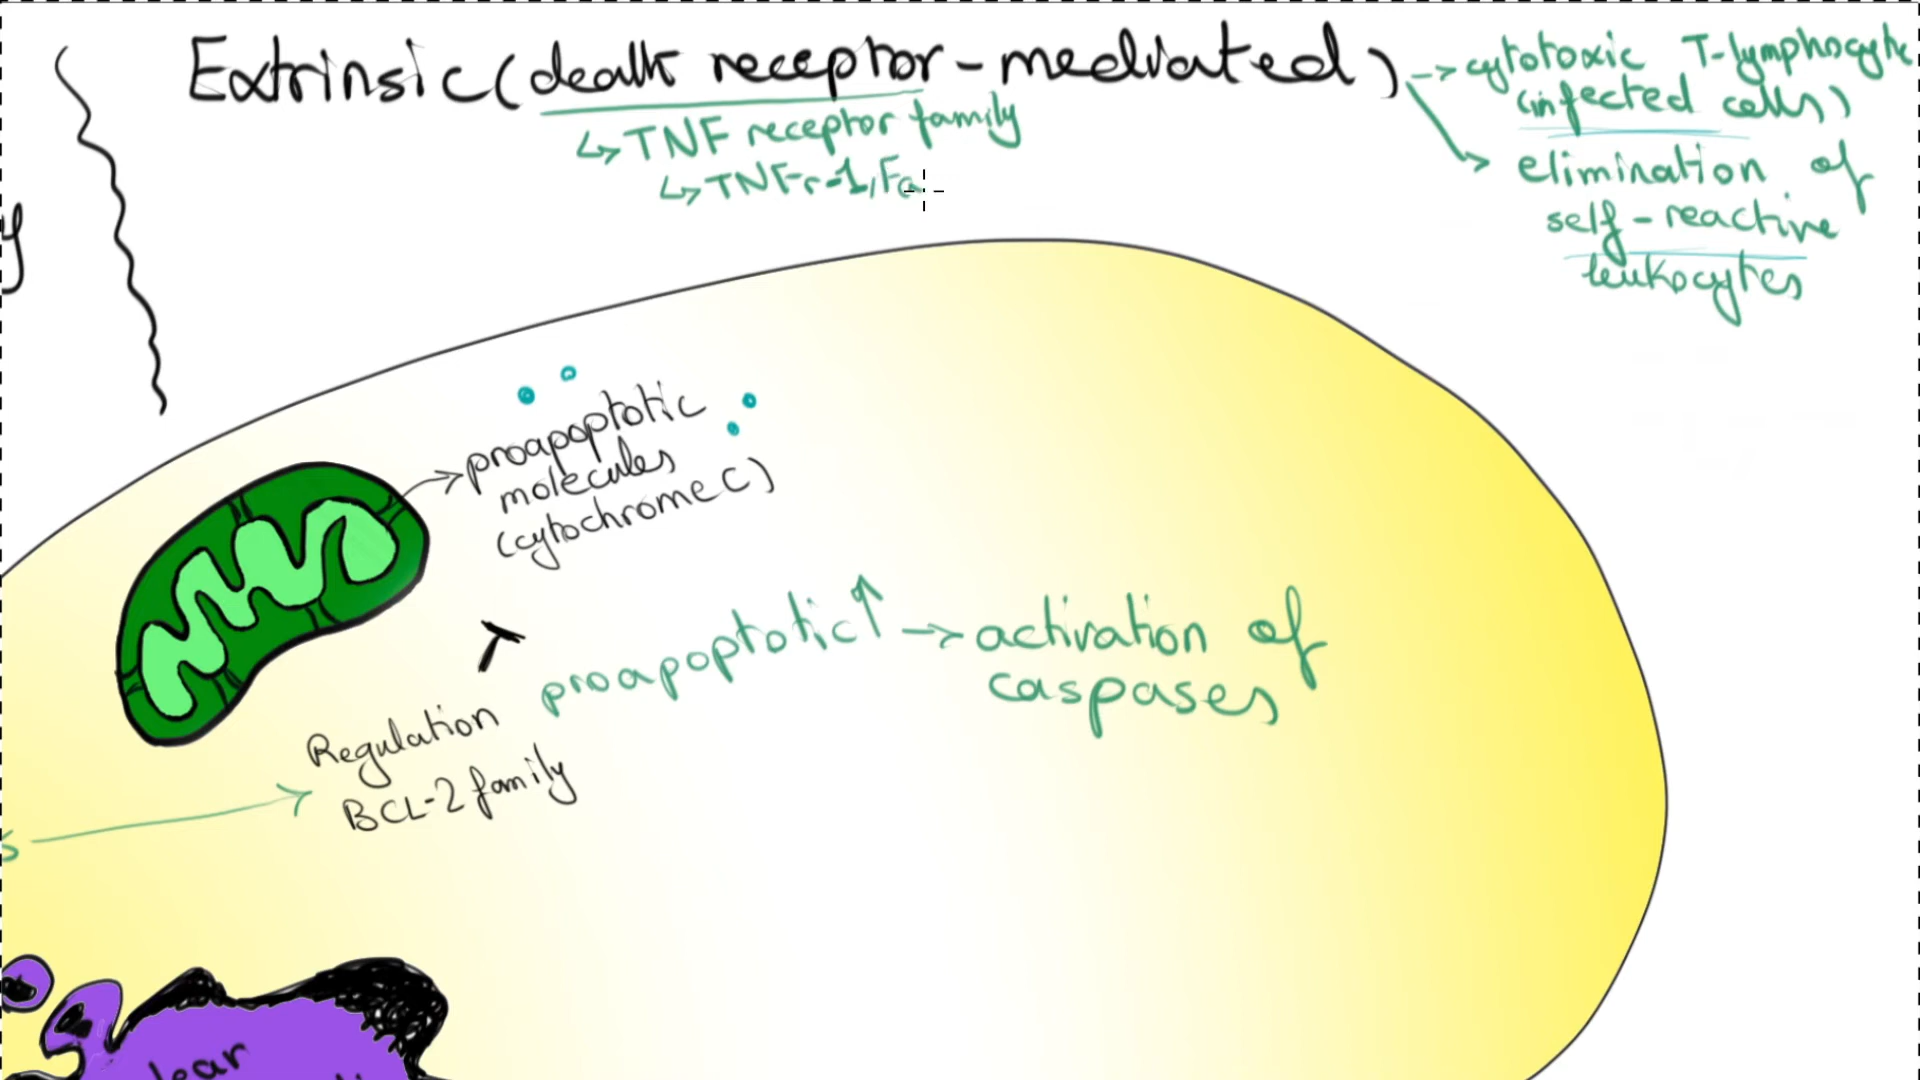 Extrinsic (death receptor-mediated)
↳ TNF receptor family
↳ TNFr-1, Fa
→ cytotoxic T-lymphocyte
(infected cells)
elimination of
self-reactive
leukocytes
y
→ proapoptotic
molecules
(cytochrome C)
proapoptotic↑ → activation of
caspases
Regulation
BCL-2 family
s
lear